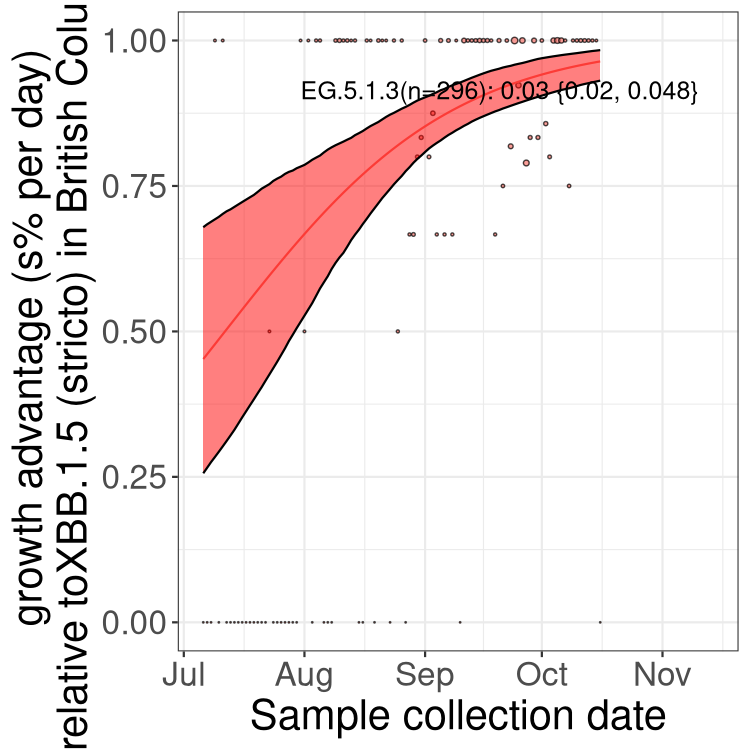 growth advantage (s% per day)
relative toXBB.1.5 (stricto) in British Colu
1.00
0.75
0.50
0.25
0.00
EG.5.1.3(n=296): 0.03 {0.02, 0.048}
Jul Aug Sep Oct Nov
Sample collection date